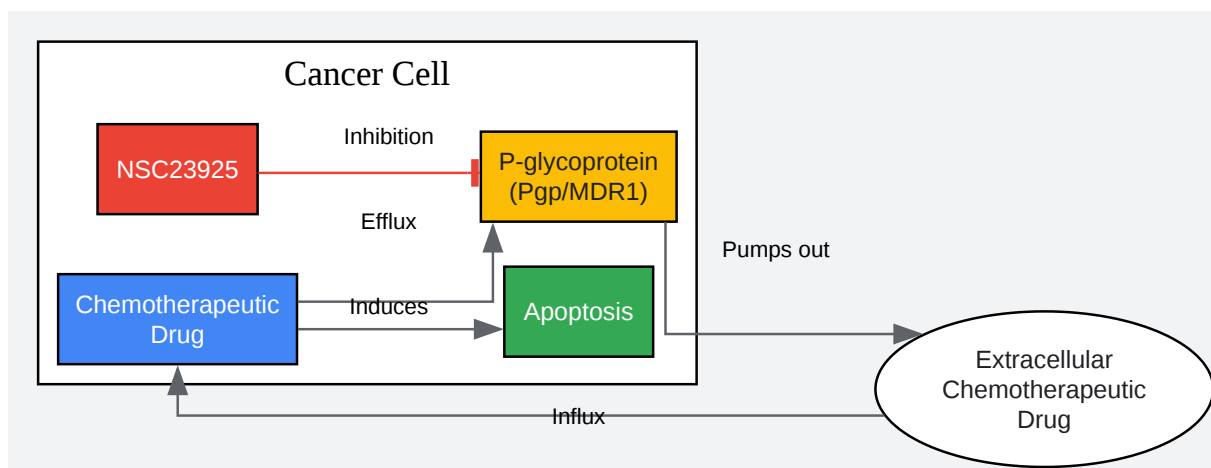 Cancer Cell
Inhibition
NSC23925
P-glycoprotein
(Pgp/MDR1)
Efflux
Pumps out
Chemotherapeutic
Drug
Induces
Apoptosis
Extracellular
Chemotherapeutic
Drug
Influx